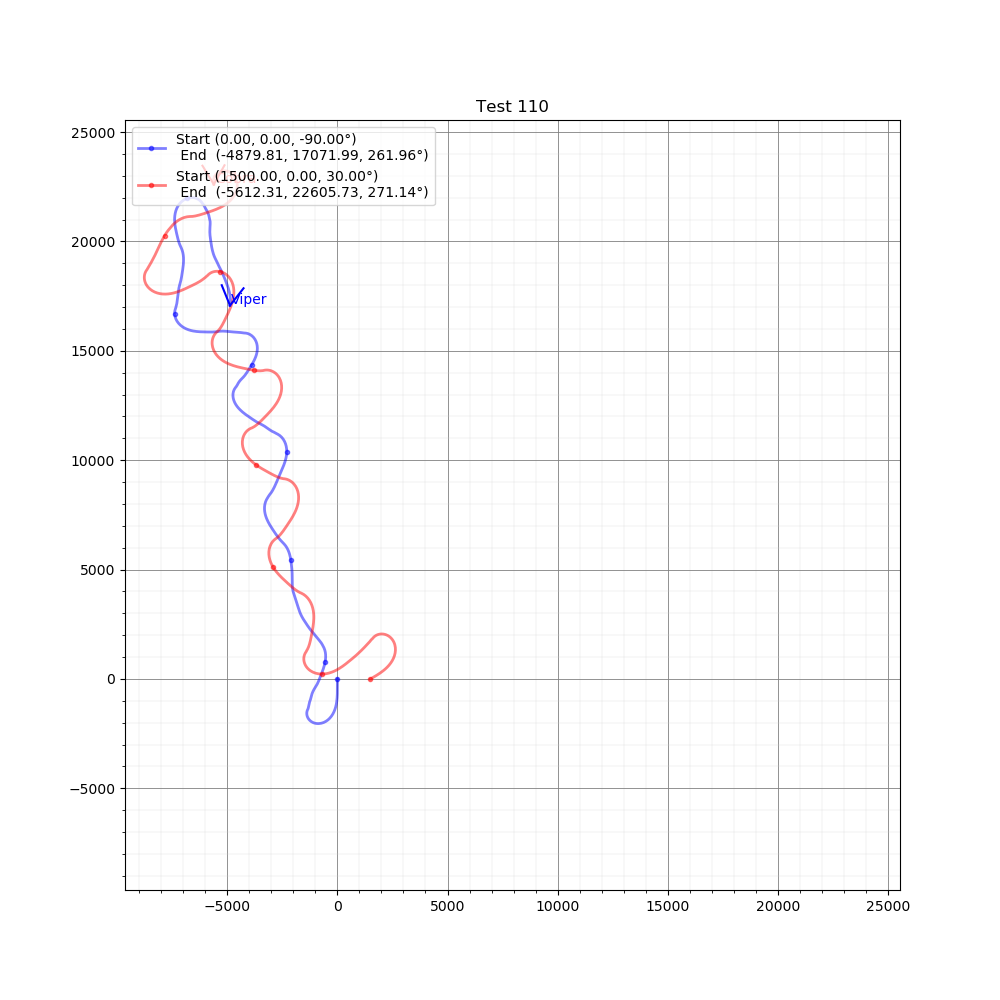 Test 110
Start (0.00, 0.00, -90.00°)
End (-4879.81, 17071.99, 261.96°)
Start (1500.00, 0.00, 30.00°)
End (-5612.31, 22605.73, 271.14°)
Viper
25000
20000
15000
10000
5000
0
−5000
−5000
0
5000
10000
15000
20000
25000